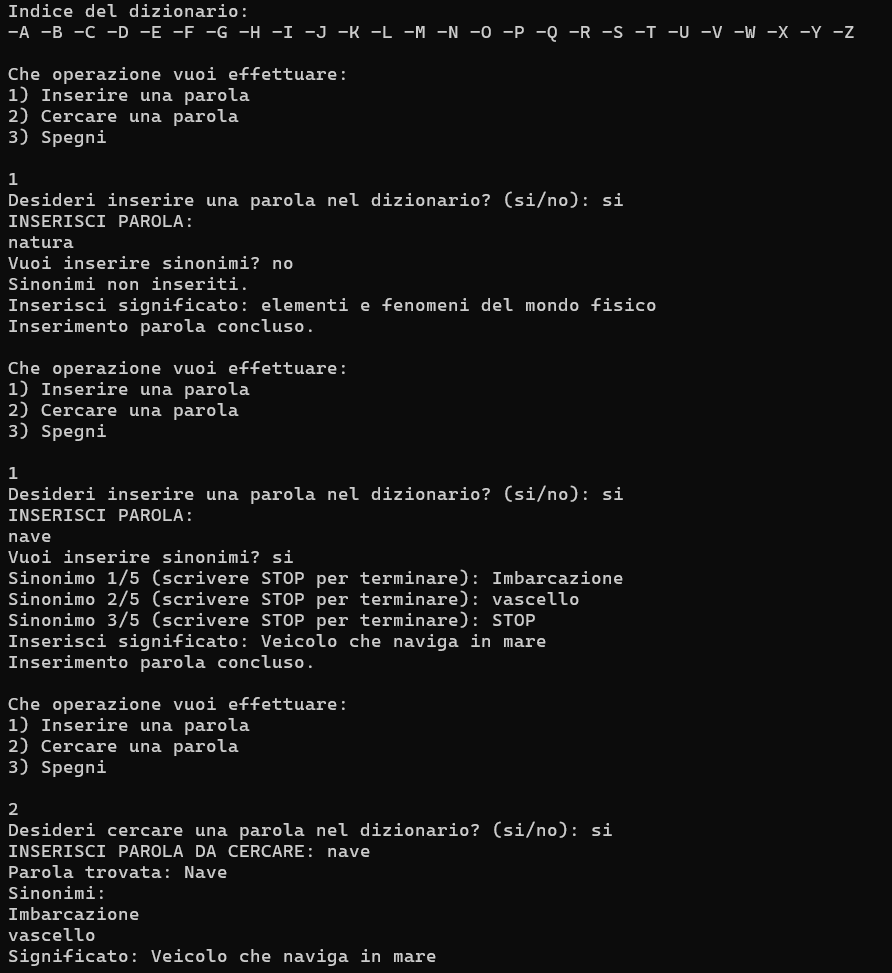 Indice del dizionario:
-A -B -C -D -E -F -G -H -I -J -K -L -M -N -O -P -Q -R -S -T -U -V -W -X -Y -Z
Che operazione vuoi effettuare:
1) Inserire una parola
2) Cercare una parola
3) Spegni
1
Desideri inserire una parola nel dizionario? (si/no): si
INSERISCI PAROLA:
natura
Vuoi inserire sinonimi? no
Sinonimi non inseriti.
Inserisci significato: elementi e fenomeni del mondo fisico
Inserimento parola concluso.
Che operazione vuoi effettuare:
1) Inserire una parola
2) Cercare una parola
3) Spegni
1
Desideri inserire una parola nel dizionario? (si/no): si
INSERISCI PAROLA:
nave
Vuoi inserire sinonimi? si
Sinonimo 1/5 (scrivere STOP per terminare): Imbarcazione
Sinonimo 2/5 (scrivere STOP per terminare): vascello
Sinonimo 3/5 (scrivere STOP per terminare): STOP
Inserisci significato: Veicolo che naviga in mare
Inserimento parola concluso.
Che operazione vuoi effettuare:
1) Inserire una parola
2) Cercare una parola
3) Spegni
2
Desideri cercare una parola nel dizionario? (si/no): si
INSERISCI PAROLA DA CERCARE: nave
Parola trovata: Nave
Sinonimi:
Imbarcazione
vascello
Significato: Veicolo che naviga in mare